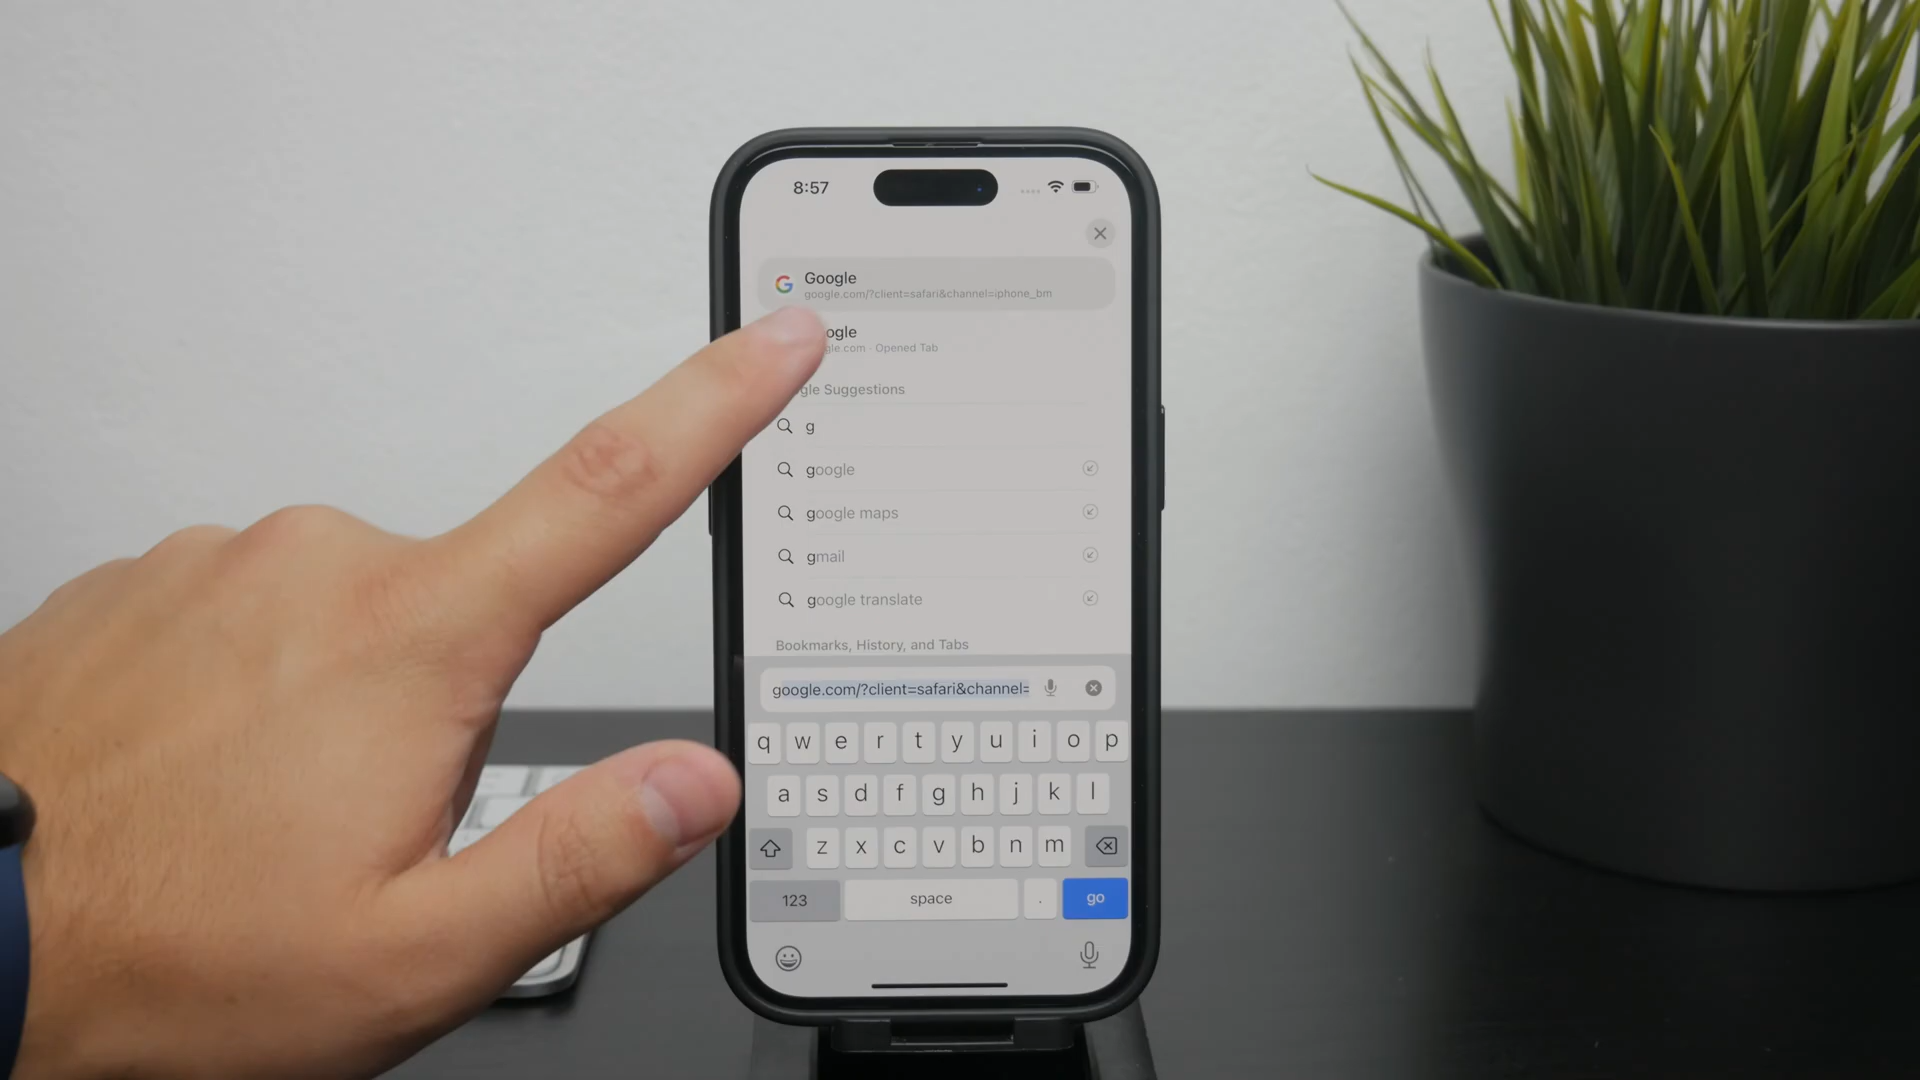 8:57
Google
google.com/?client=safari&channel=iphone_bm
ogle
gle.com · Opened Tab
gle Suggestions
g
google
google maps
gmail
google translate
Bookmarks, History, and Tabs
google.com/?client=safari&channel=
q w e r t y u i o p
a s d f g h j k l
z x c v b n m
123 space . go